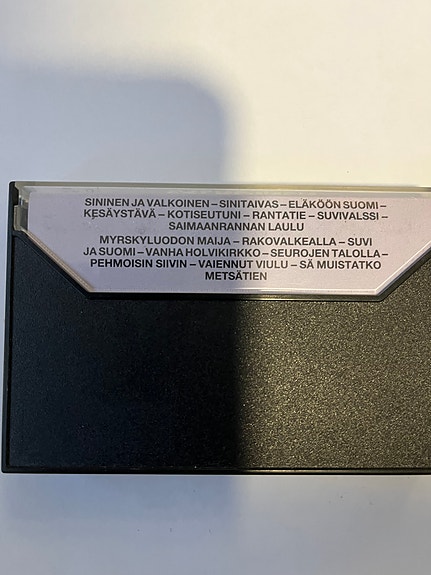 SININEN JA VALKOINEN – SINITAIVAS – ELÄKÖÖN SUOMI –
KESÄYSTÄVÄ – KOTISEUTUNI – RANTATIE – SUVIVALSSI –
SAIMAANRANNAN LAULU
MYRSKYLUODON MAIJA – RAKOVALKEALLA – SUVI
JA SUOMI – VANHA HOLVIKIRKKO – SEUROJEN TALOLLA –
PEHMOISIN SIIVIN – VAIENNUT VIULU – SÄ MUISTATKO
METSÄTIEN